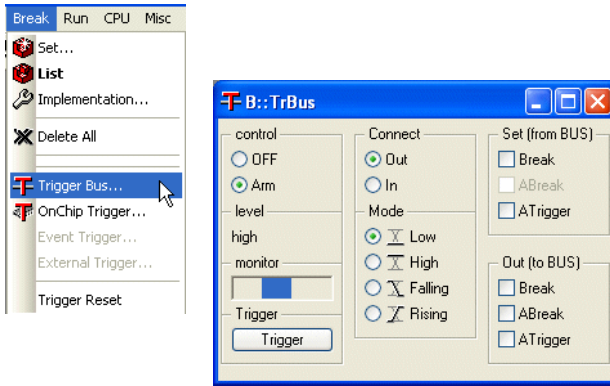 Break Run CPU Misc
Set...
List
Implementation...
Delete All
Trigger Bus...
OnChip Trigger...
Event Trigger...
External Trigger...
Trigger Reset
B::TrBus
control
OFF
Arm
level
high
monitor
Trigger
Trigger
Connect
Out
In
Mode
Low
High
Falling
Rising
Set (from BUS)
Break
ABreak
ATrigger
Out (to BUS)
Break
ABreak
ATrigger